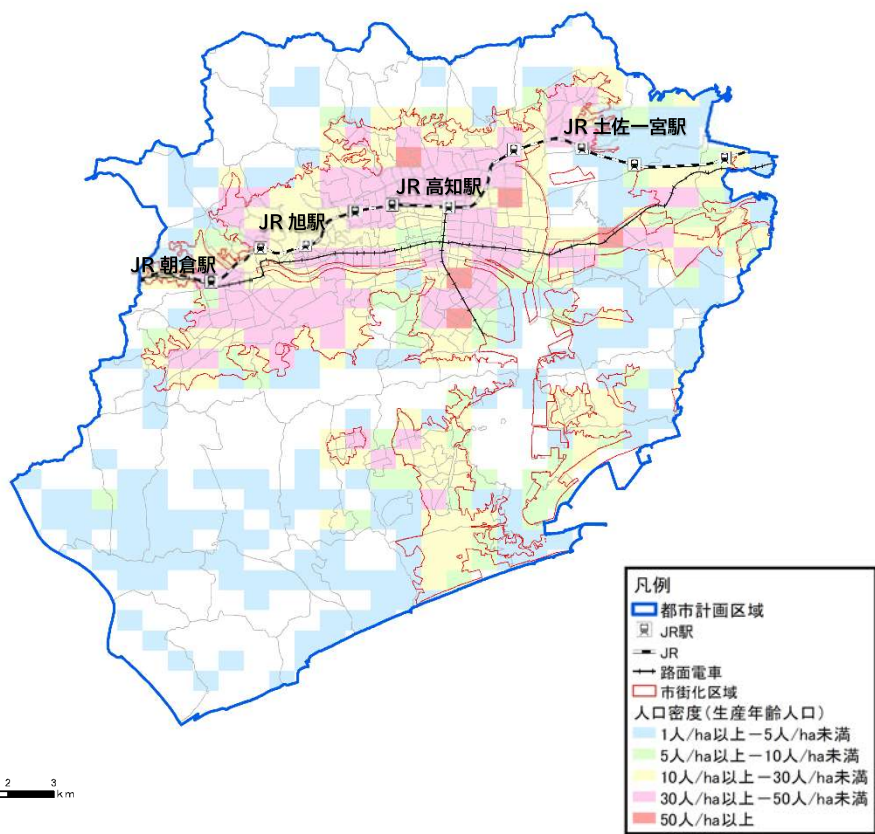 JR 土佐一宮駅
JR 高知駅
JR 旭駅
JR 朝倉駅
凡例
都市計画区域
JR駅
JR
路面電車
市街化区域
人口密度(生産年齢人口)
1人/ha以上－5人/ha未満
5人/ha以上－10人/ha未満
10人/ha以上－30人/ha未満
30人/ha以上－50人/ha未満
50人/ha以上
2 3
km